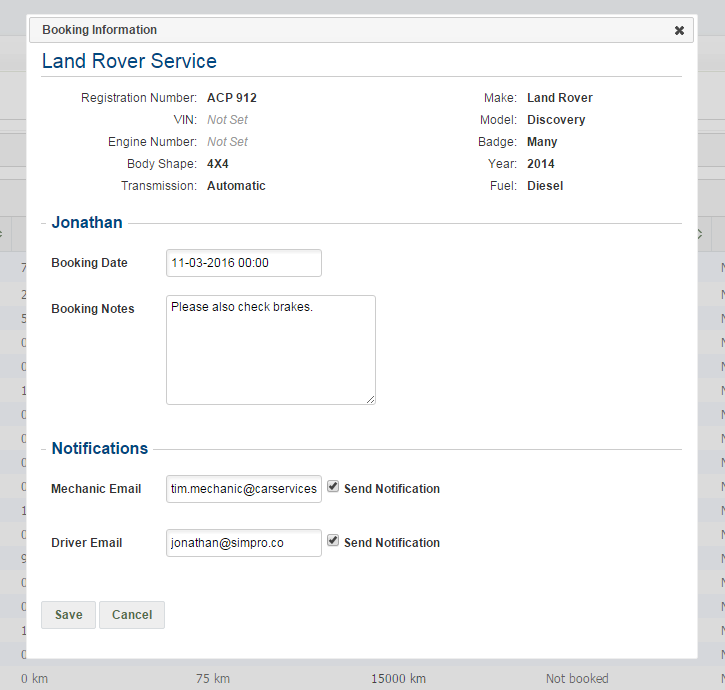 Booking Information
Land Rover Service
Registration Number: ACP 912 Make: Land Rover
VIN: Not Set Model: Discovery
Engine Number: Not Set Badge: Many
Body Shape: 4X4 Year: 2014
Transmission: Automatic Fuel: Diesel
Jonathan
Booking Date 11-03-2016 00:00
Booking Notes Please also check brakes.
Notifications
Mechanic Email tim.mechanic@carservices Send Notification
Driver Email jonathan@simpro.co Send Notification
Save Cancel
0 km 75 km 15000 km Not booked